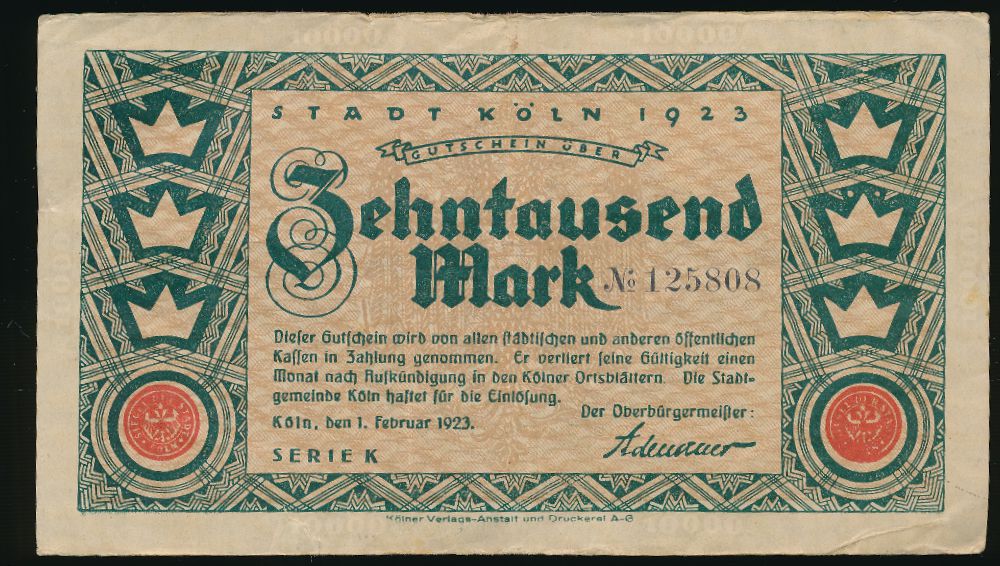 STADT KÖLN 1923
GUTSCHEIN ÜBER
Zehntausend
Mark № 125808
Dieser Gutschein wird von allen städtischen und anderen öffentlichen
Kassen in Zahlung genommen. Er verliert seine Gültigkeit einen
Monat nach Aufkündigung in den Kölner Ortsblättern. Die Stadt-
gemeinde Köln haftet für die Einlösung.
Köln, den 1. Februar 1923.
Der Oberbürgermeister:
Adenauer
SERIE K
Kölner Verlags-Anstalt und Druckerei A-G